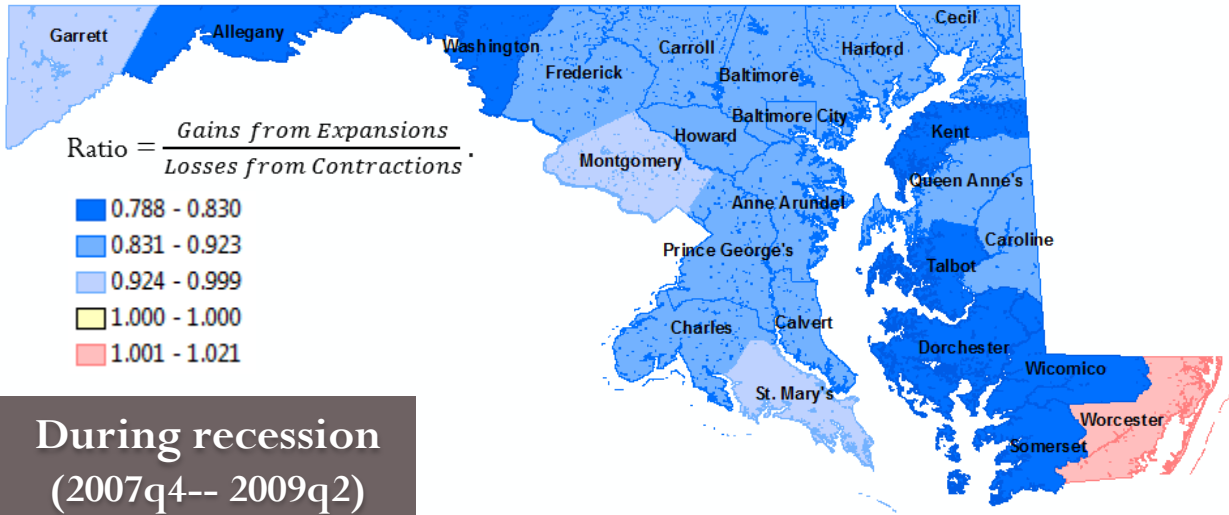 Cecil
Garrett
Allegany
Washington
Carroll
Harford
Frederick
Baltimore
Baltimore City
Howard
Kent
Montgomery
Queen Anne's
Anne Arundel
Caroline
Prince George's
Talbot
Charles
Calvert
Dorchester
Wicomico
St. Mary's
Worcester
Somerset
Ratio = Gains from Expansions / Losses from Contractions.
0.788 - 0.830
0.831 - 0.923
0.924 - 0.999
1.000 - 1.000
1.001 - 1.021
During recession
(2007q4-- 2009q2)